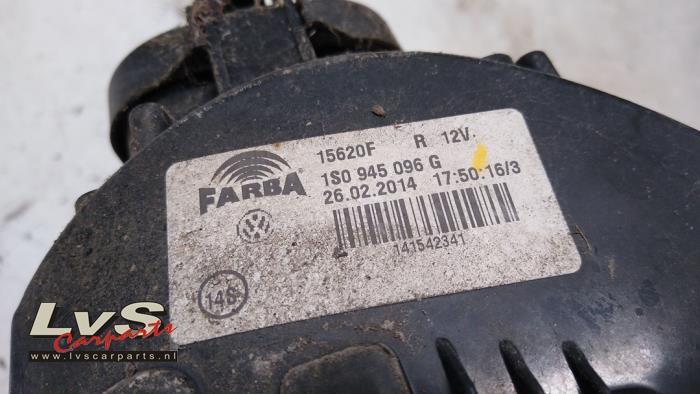 FARBA
15620F R 12V.
1S0 945 096 G
26.02.2014 17:50:16/3
141542341
LvS
Carparts
www.lvscarparts.nl